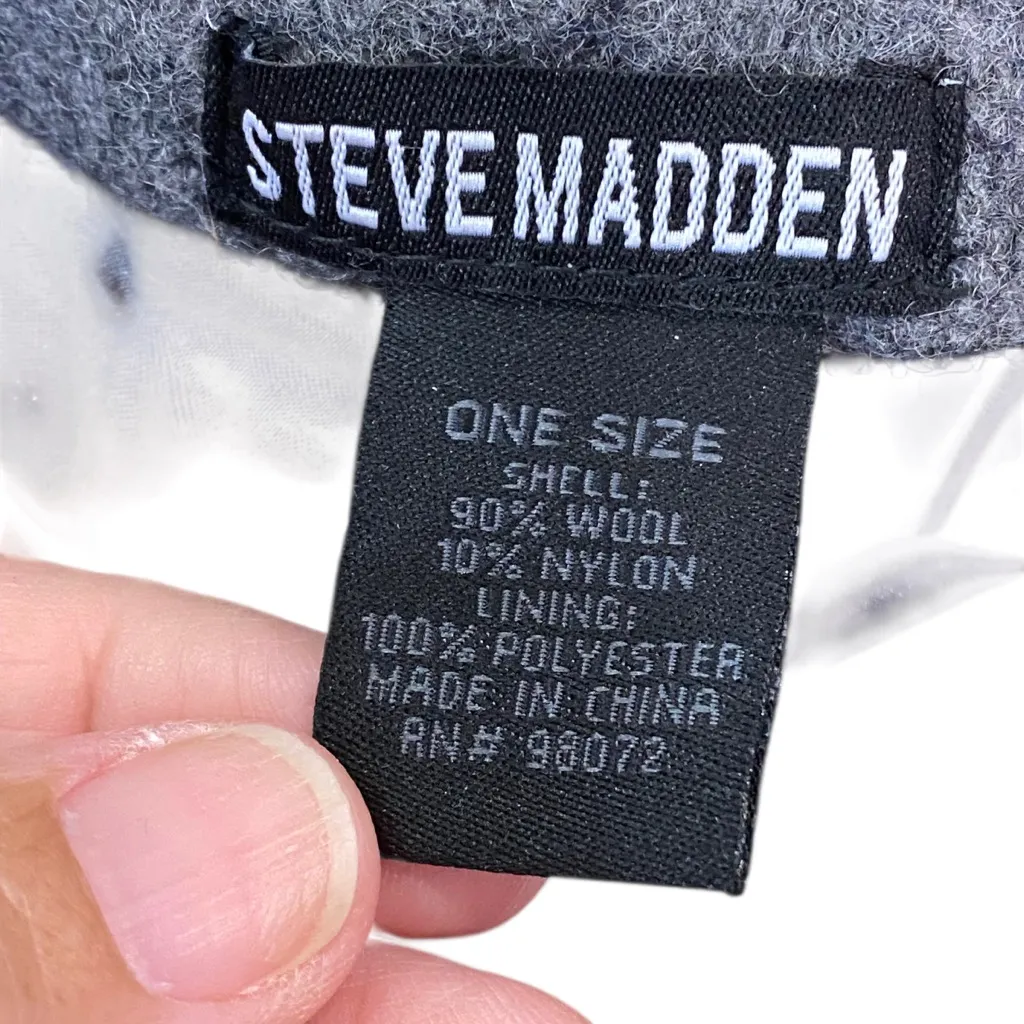 STEVE MADDEN
ONE SIZE
SHELL:
90% WOOL
10% NYLON
LINING:
100% POLYESTER
MADE IN CHINA
RN# 98072